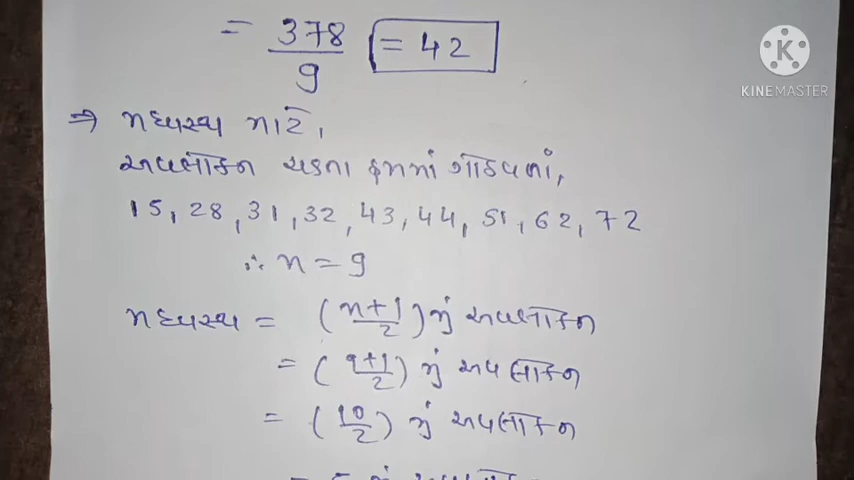 = 378/9 = 42
K
KINEMASTER
⇒ મધ્યસ્થ માટે,
અવલોકન ચડતા ક્રમમાં ગોઠવતાં,
15, 28, 31, 32, 43, 44, 51, 62, 72
∴ n = 9
મધ્યસ્થ = (n+1/2) નું અવલોકન
= (9+1/2) નું અવલોકન
= (10/2) નું અવલોકન